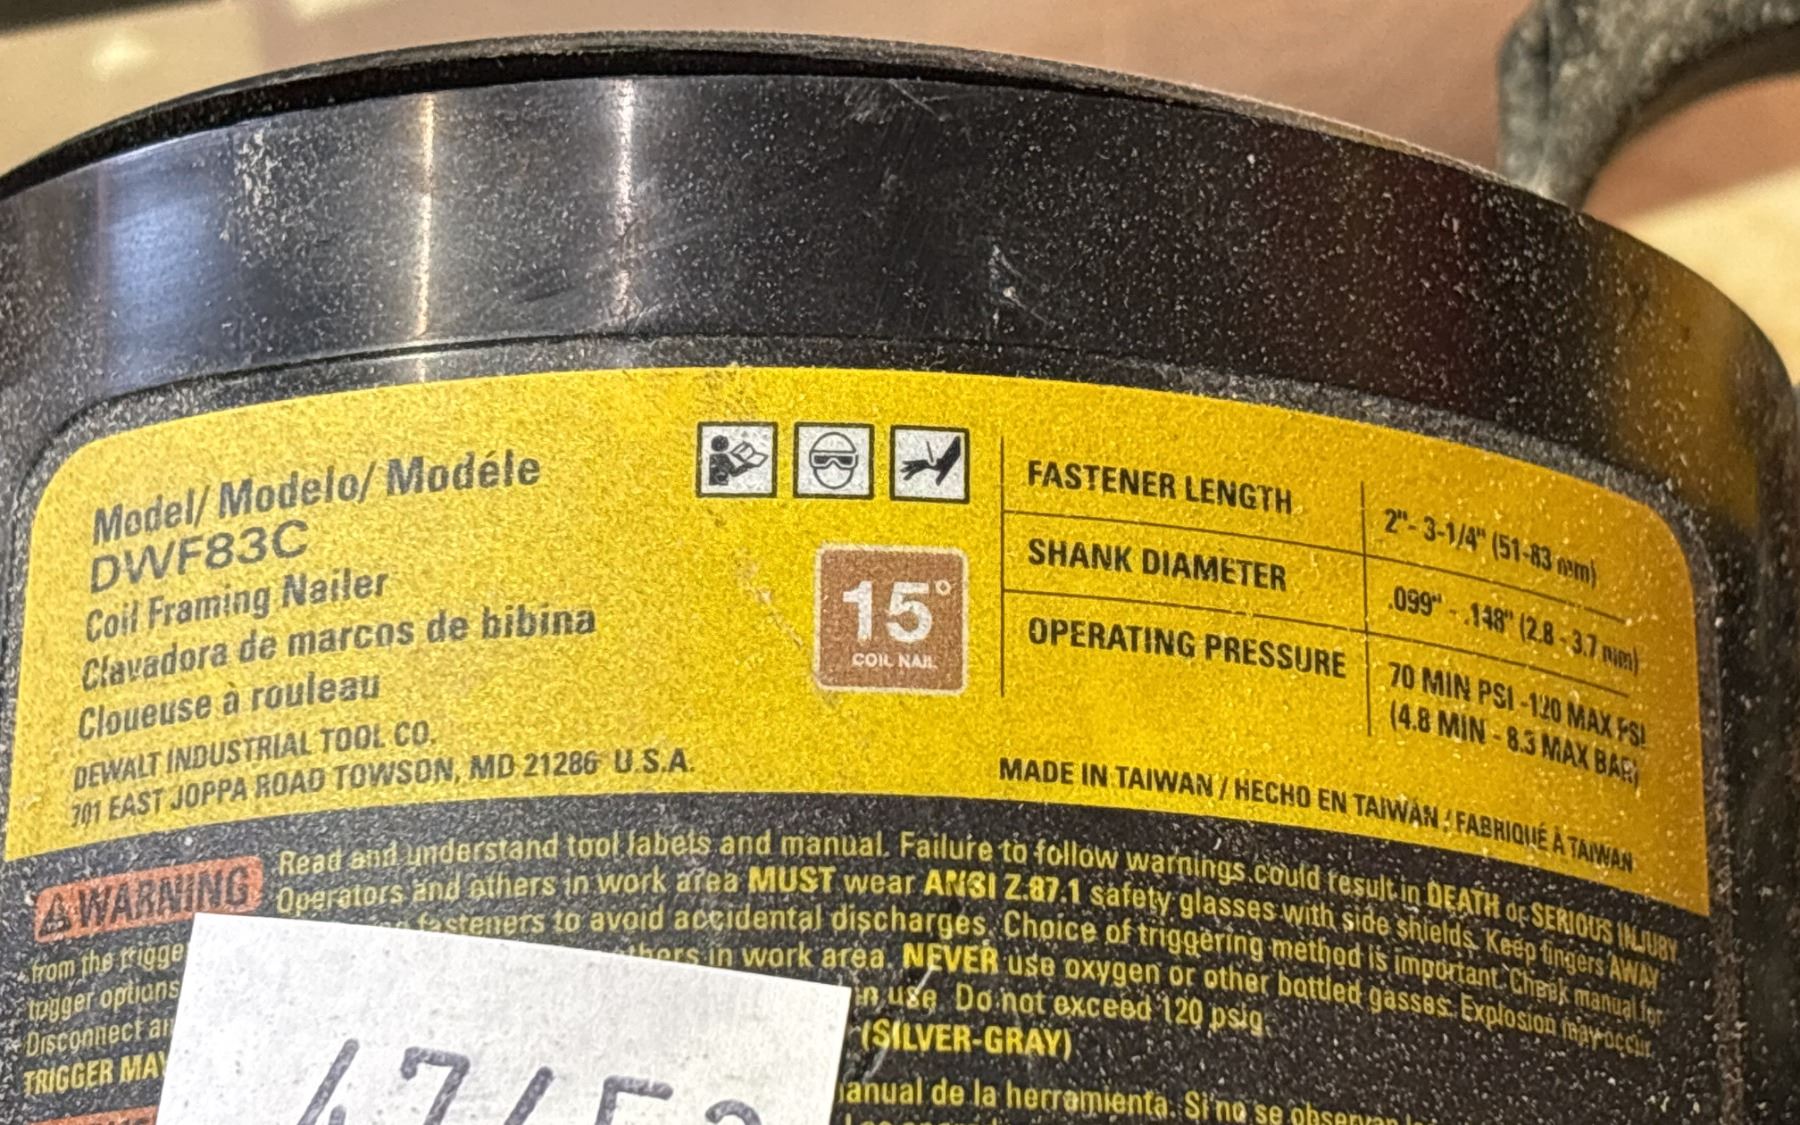 Model/ Modelo/ Modéle
DWF83C
Coil Framing Nailer
Clavadora de marcos de bibina
Cloueuse à rouleau
DEWALT INDUSTRIAL TOOL CO.
701 EAST JOPPA ROAD TOWSON, MD 21286 U.S.A.
15°
COIL NAIL
FASTENER LENGTH 2"- 3-1/4" (51-83 mm)
SHANK DIAMETER .099" - .148" (2.8 - 3.7 mm)
OPERATING PRESSURE 70 MIN PSI -120 MAX PSI
(4.8 MIN - 8.3 MAX BAR)
MADE IN TAIWAN / HECHO EN TAIWAN / FABRIQUÉ À TAIWAN
WARNING Read and understand tool labels and manual. Failure to follow warnings could result in DEATH or SERIOUS INJURY
Operators and others in work area MUST wear ANSI Z.87.1 safety glasses with side shields. Keep fingers AWAY
from the trigge fasteners to avoid accidental discharges. Choice of triggering method is important. Check manual for
trigger options in work area. NEVER use oxygen or other bottled gasses. Explosion may occur.
Disconnect in use. Do not exceed 120 psig.
TRIGGER MAY (SILVER-GRAY)
anual de la herramienta. Si no se observan